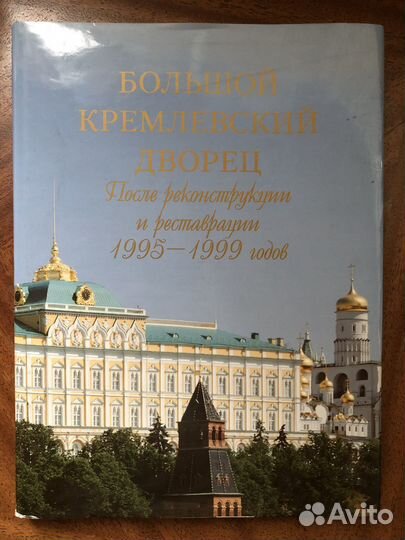 БОЛЬШОЙ
КРЕМЛЕВСКИЙ
ДВОРЕЦ
После реконструкции
и реставрации
1995—1999 годов
Avito